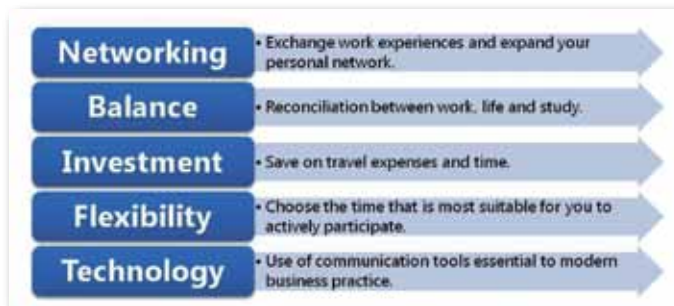 Networking
• Exchange work experiences and expand your
personal network.
Balance
• Reconciliation between work, life and study.
Investment
• Save on travel expenses and time.
Flexibility
• Choose the time that is most suitable for you to
actively participate.
Technology
• Use of communication tools essential to modern
business practice.